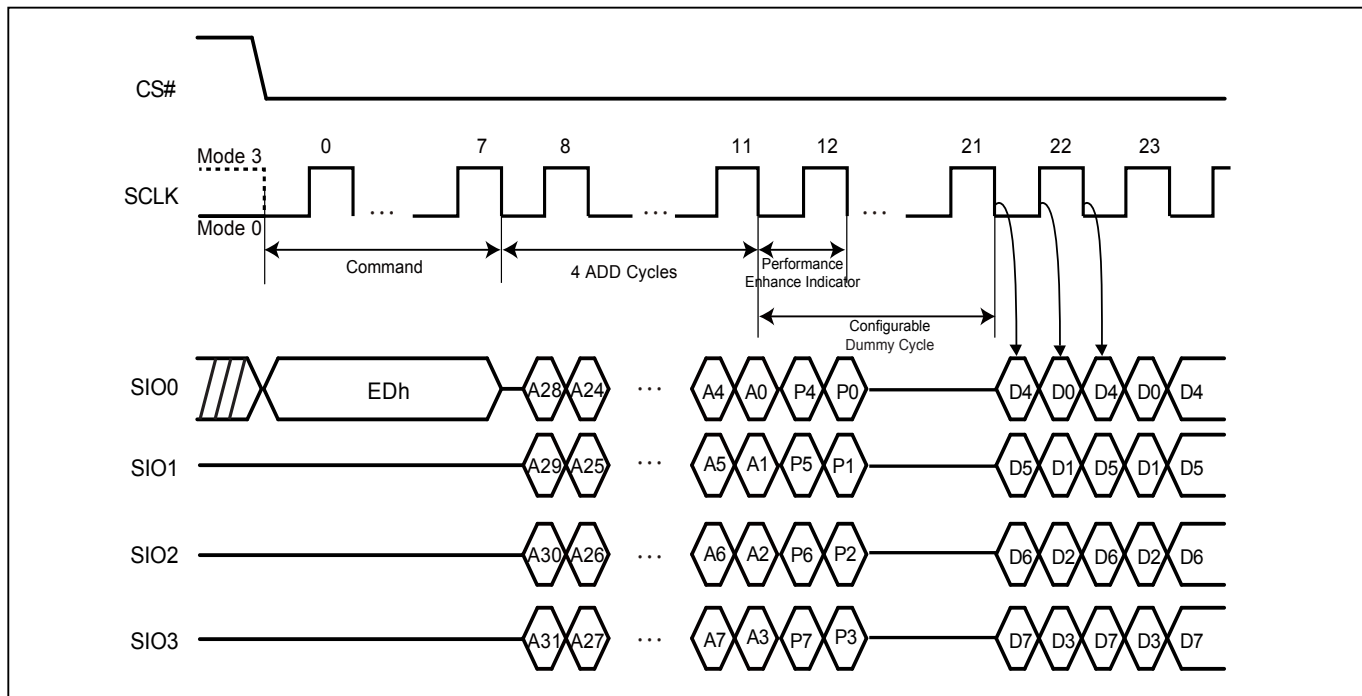 CS#
0 7 8 11 12 21 22 23
Mode 3
SCLK
... ... ...
Mode 0
Command
4 ADD Cycles
Performance
Enhance Indicator
Configurable
Dummy Cycle
SIO0 EDh A28 A24 ... A4 A0 P4 P0 D4 D0 D4 D0 D4
SIO1 A29 A25 ... A5 A1 P5 P1 D5 D1 D5 D1 D5
SIO2 A30 A26 ... A6 A2 P6 P2 D6 D2 D6 D2 D6
SIO3 A31 A27 ... A7 A3 P7 P3 D7 D3 D7 D3 D7